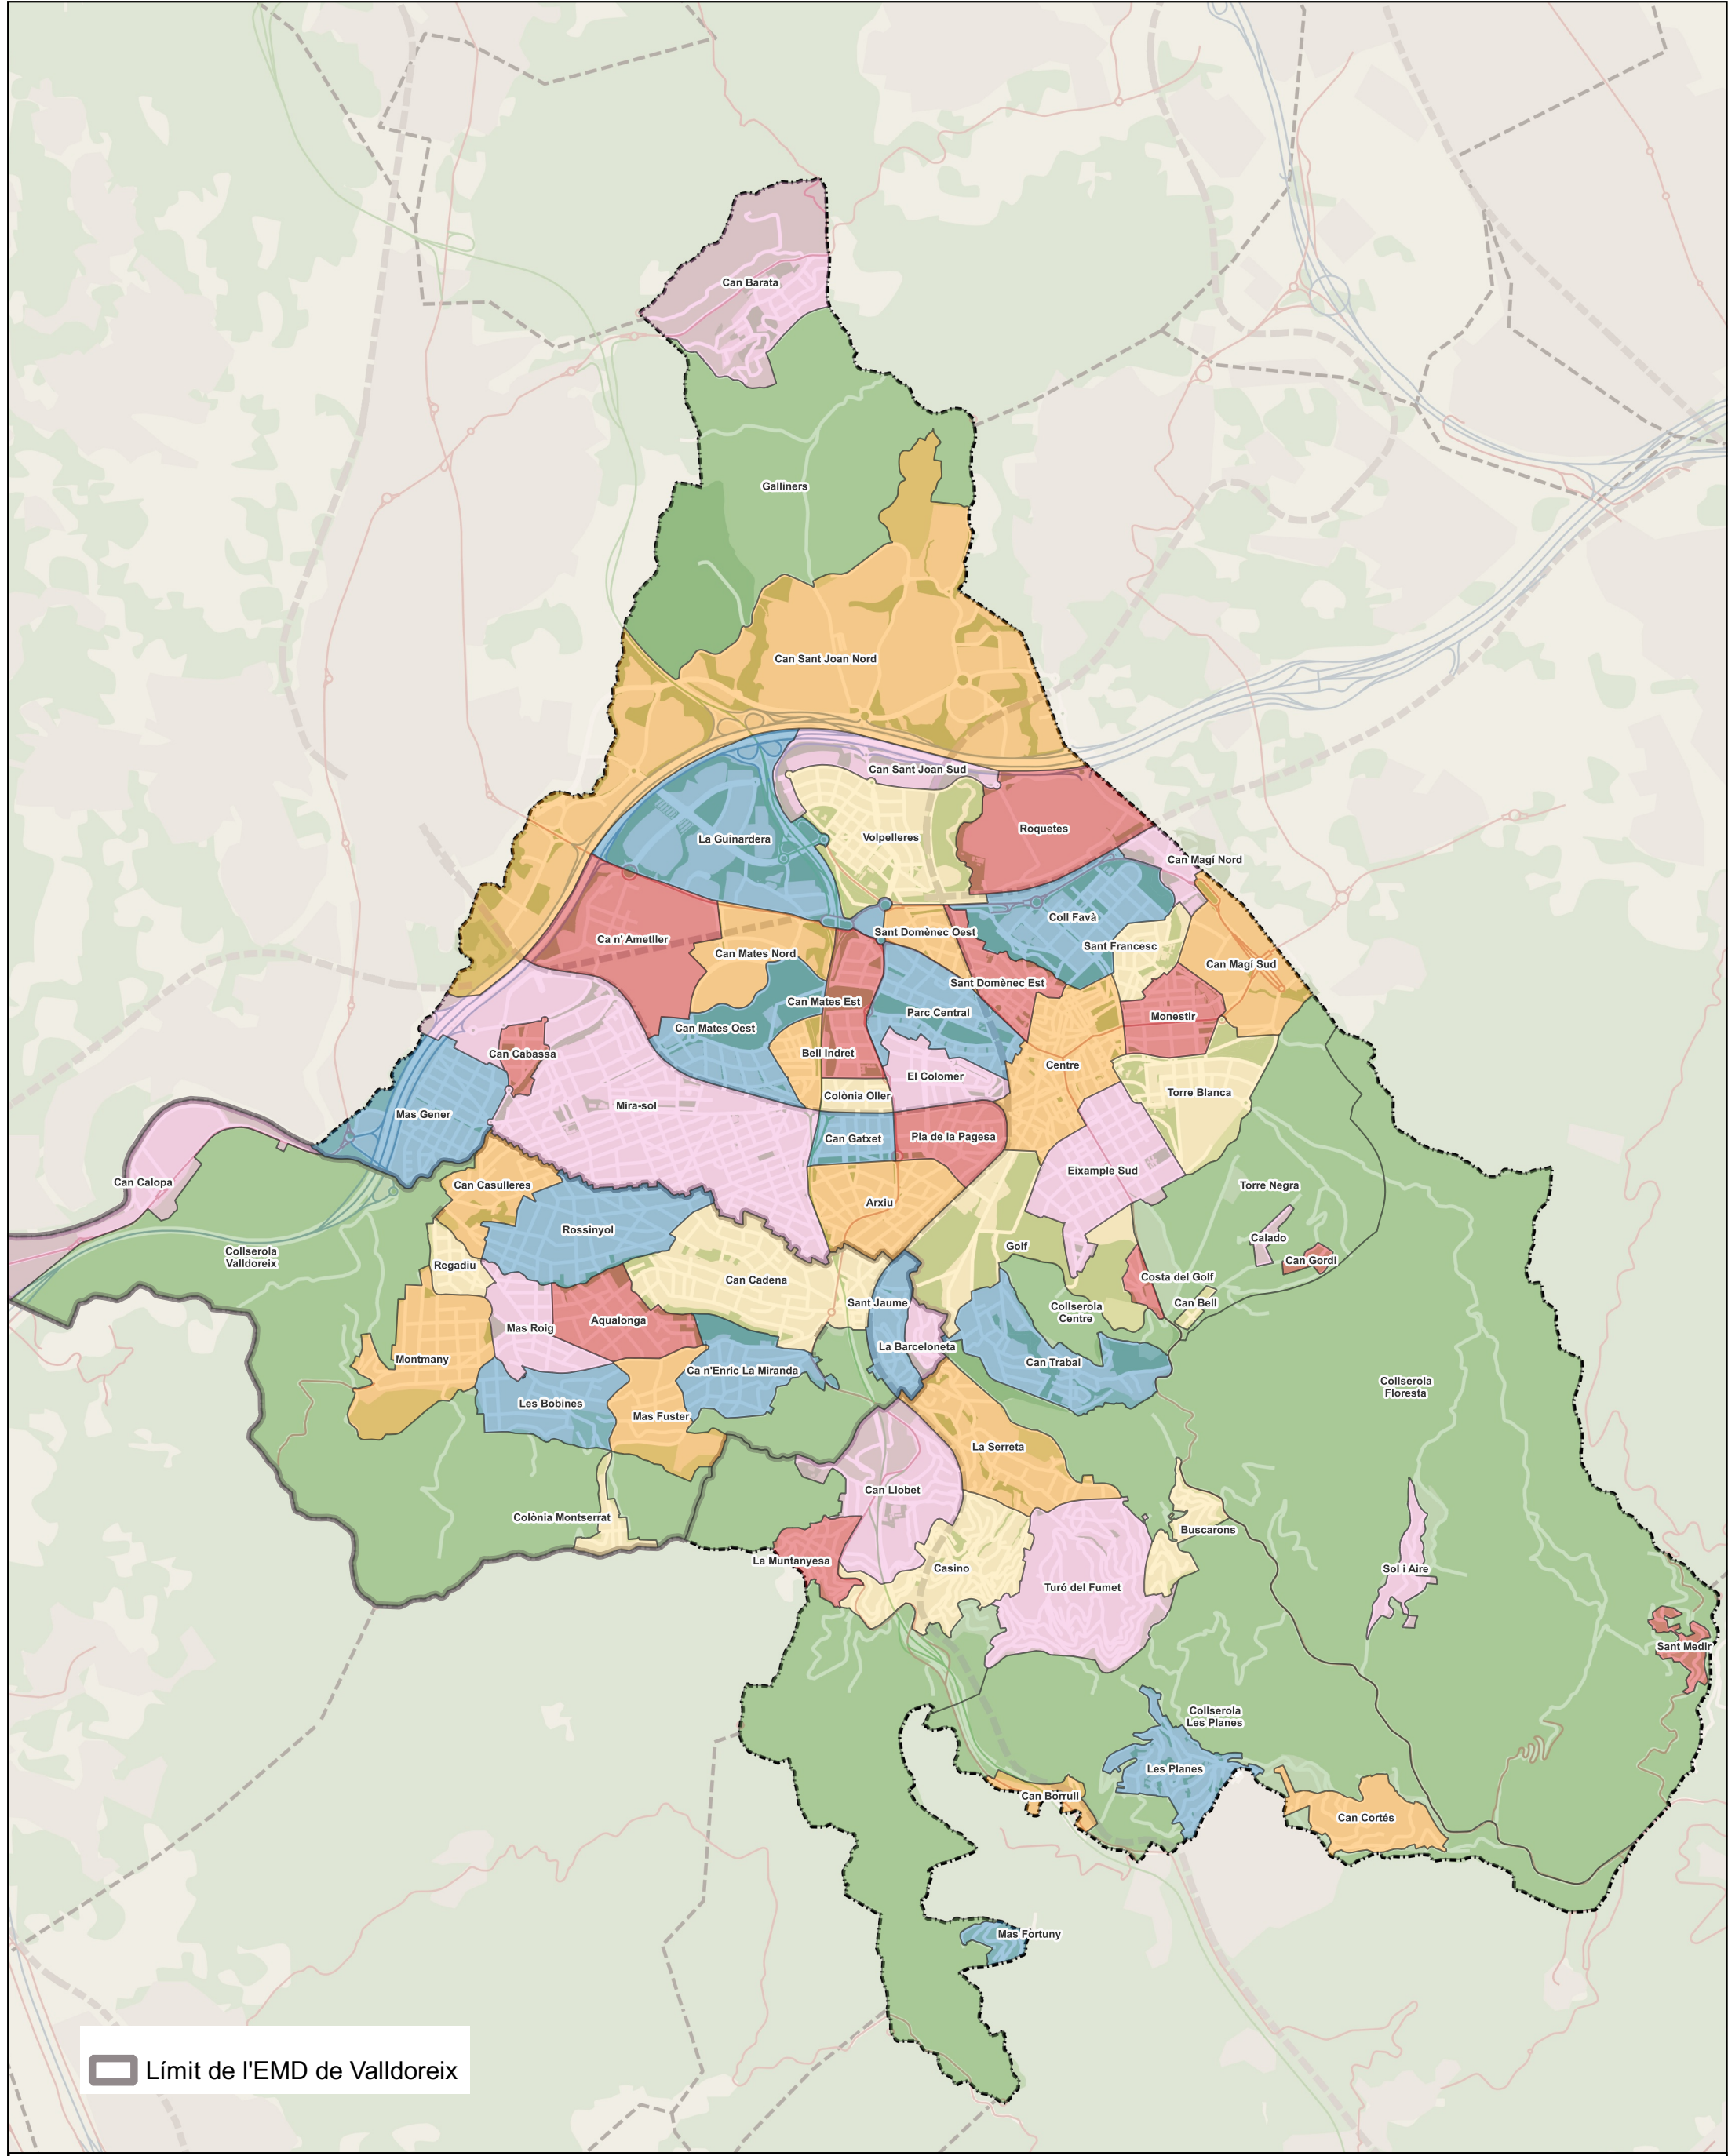 Can Barata
Galliners
Can Sant Joan Nord
Can Sant Joan Sud
La Guinardera
Volpelleres
Roquetes
Can Magí Nord
Coll Favà
Sant Domènec Oest
Ca n' Ametller
Sant Francesc
Can Mates Nord
Can Magí Sud
Sant Domènec Est
Can Mates Est
Parc Central
Monestir
Can Mates Oest
Can Cabassa
Bell Indret
Centre
El Colomer
Torre Blanca
Colònia Oller
Mira-sol
Mas Gener
Can Gatxet
Pla de la Pagesa
Eixample Sud
Can Calopa
Can Casulleres
Torre Negra
Arxiu
Rossinyol
Calado
Golf
Collserola
Valldoreix
Can Gordi
Regadiu
Can Cadena
Costa del Golf
Sant Jaume
Can Bell
Collserola
Centre
Aqualonga
Mas Roig
La Barceloneta
Montmany
Can Trabal
Ca n'Enric La Miranda
Collserola
Floresta
Les Bobines
Mas Fuster
La Serreta
Can Llobet
Colònia Montserrat
Buscarons
La Muntanyesa
Casino
Sol i Aire
Turó del Fumet
Sant Medir
Collserola
Les Planes
Les Planes
Can Borrull
Can Cortés
Mas Fortuny
Límit de l'EMD de Valldoreix